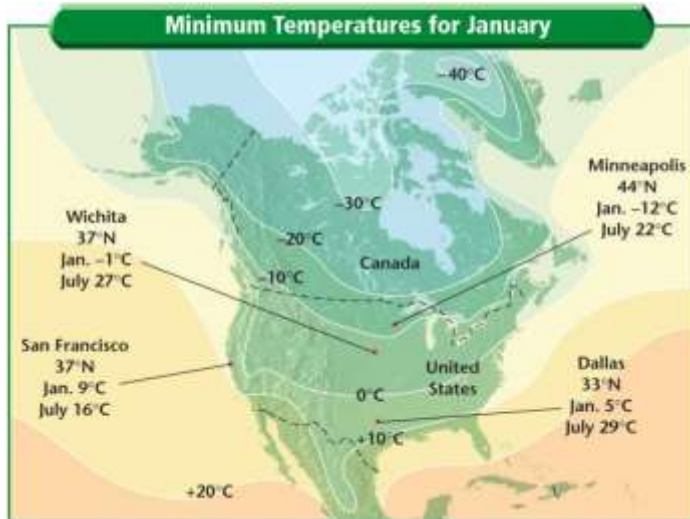 Minimum Temperatures for January
–40°C
Minneapolis
44°N
Jan. –12°C
July 22°C
Wichita
37°N
Jan. –1°C
July 27°C
–30°C
–20°C
–10°C
Canada
San Francisco
37°N
Jan. 9°C
July 16°C
United
States
0°C
Dallas
33°N
Jan. 5°C
July 29°C
+10°C
+20°C